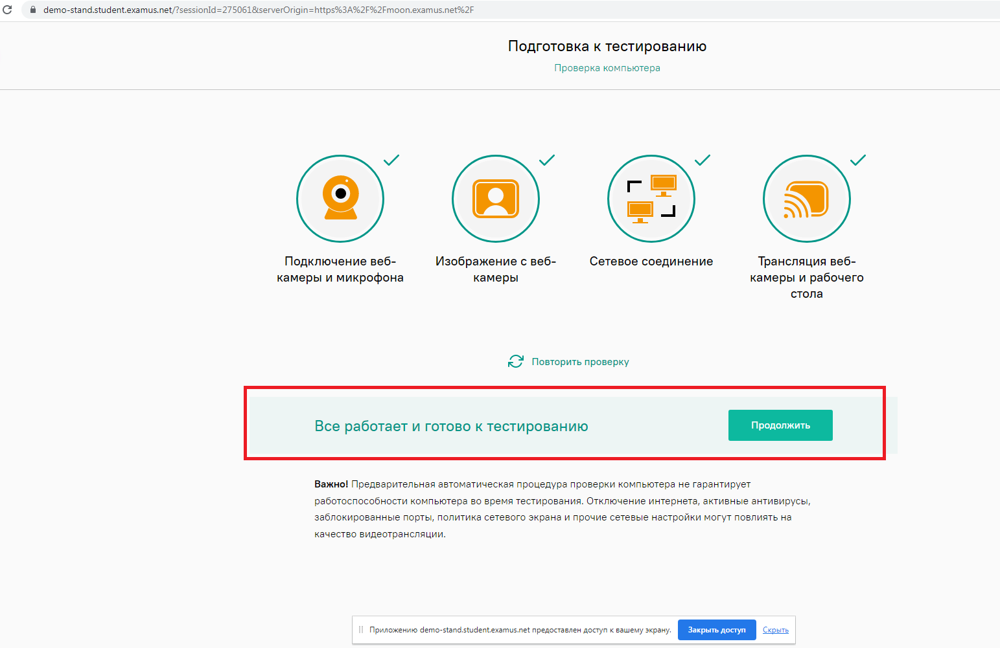 demo-stand.student.examus.net/?sessionId=275061&serverOrigin=https%3A%2F%2Fmoon.examus.net%2F
Подготовка к тестированию
Проверка компьютера
Подключение веб-
камеры и микрофона
Изображение с веб-
камеры
Сетевое соединение
Трансляция веб-
камеры и рабочего
стола
Повторить проверку
Все работает и готово к тестированию
Продолжить
Важно! Предварительная автоматическая процедура проверки компьютера не гарантирует
работоспособности компьютера во время тестирования. Отключение интернета, активные антивирусы,
заблокированные порты, политика сетевого экрана и прочие сетевые настройки могут повлиять на
качество видеотрансляции.
Приложению demo-stand.student.examus.net предоставлен доступ к вашему экрану.
Закрыть доступ
Скрыть